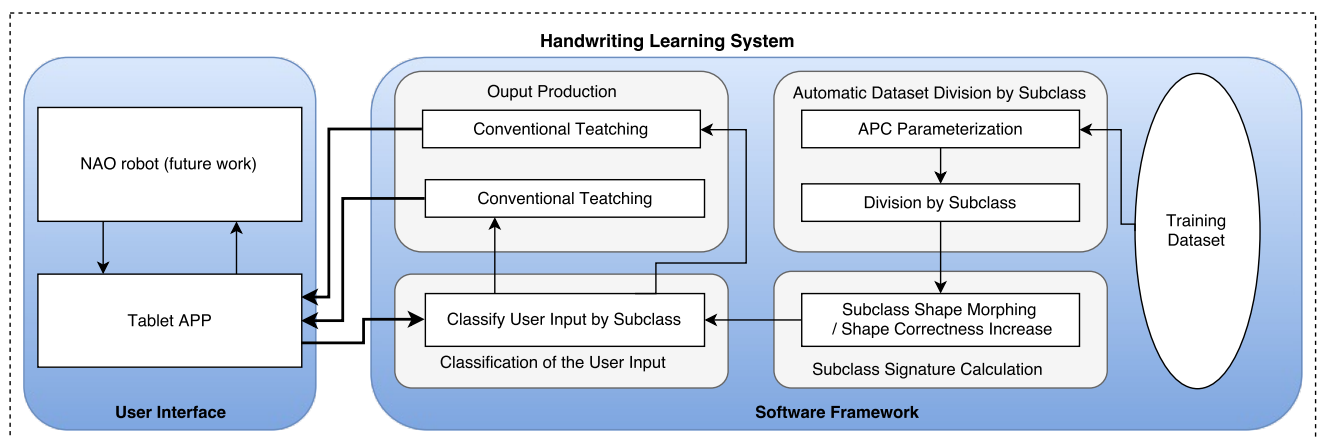 Handwriting Learning System
NAO robot (future work)
Tablet APP
User Interface
Ouput Production
Conventional Teatching
Conventional Teatching
Classify User Input by Subclass
Classification of the User Input
Automatic Dataset Division by Subclass
APC Parameterization
Division by Subclass
Subclass Shape Morphing
/ Shape Correctness Increase
Subclass Signature Calculation
Training
Dataset
Software Framework